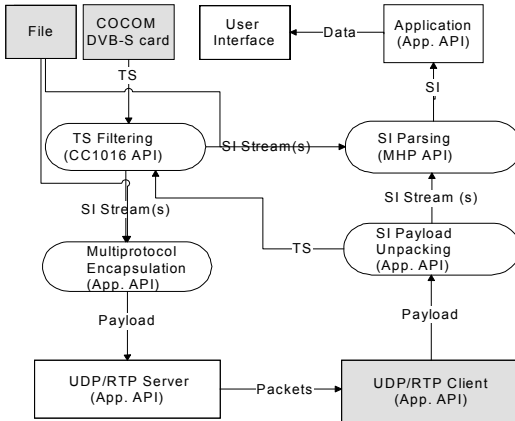 File
COCOM
DVB-S card
User
Interface
Data
Application
(App. API)
TS
SI
TS Filtering
(CC1016 API)
SI Stream(s)
SI Parsing
(MHP API)
SI Stream(s)
SI Stream (s)
Multiprotocol
Encapsulation
(App. API)
TS
SI Payload
Unpacking
(App. API)
Payload
Payload
UDP/RTP Server
(App. API)
Packets
UDP/RTP Client
(App. API)